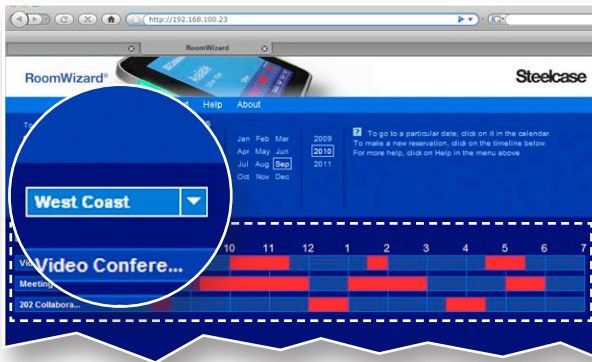 http://192.168.100.23
RoomWizard
RoomWizard®
Steelcase
Help About
Jan Feb Mar 2009
Apr May Jun 2010
Jul Aug Sep 2011
Oct Nov Dec
? To go to a particular date, click on it in the calendar.
To make a new reservation, click on the timeline below.
For more help, click on Help in the menu above.
West Coast
10 11 12 1 2 3 4 5 6 7
Video Confere...
Meeting
202 Collabora...